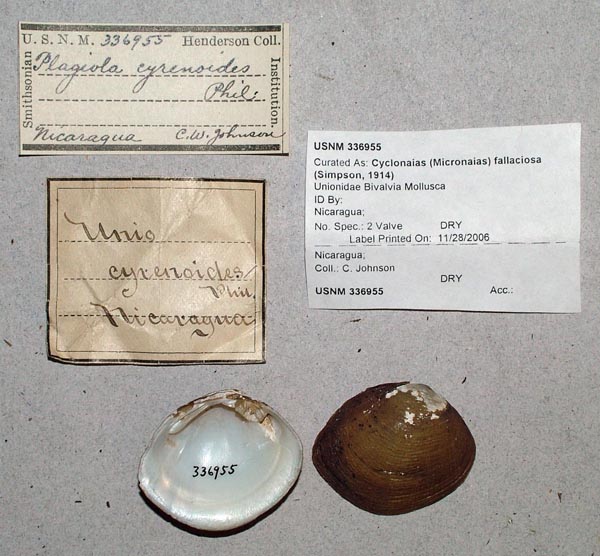 U. S. N. M. 336955 Henderson Coll.
Smithsonian
Institution.
Plagiola cyrenoides
Phil:
Nicaragua C.W. Johnson
Unio
cyrenoides
Phil.
Nicaragua
USNM 336955
Curated As: Cyclonaias (Micronaias) fallaciosa
(Simpson, 1914)
Unionidae Bivalvia Mollusca
ID By:
Nicaragua;
No. Spec.: 2 Valve DRY
Label Printed On: 11/28/2006
Nicaragua;
Coll.: C. Johnson
DRY
USNM 336955 Acc.:
336955